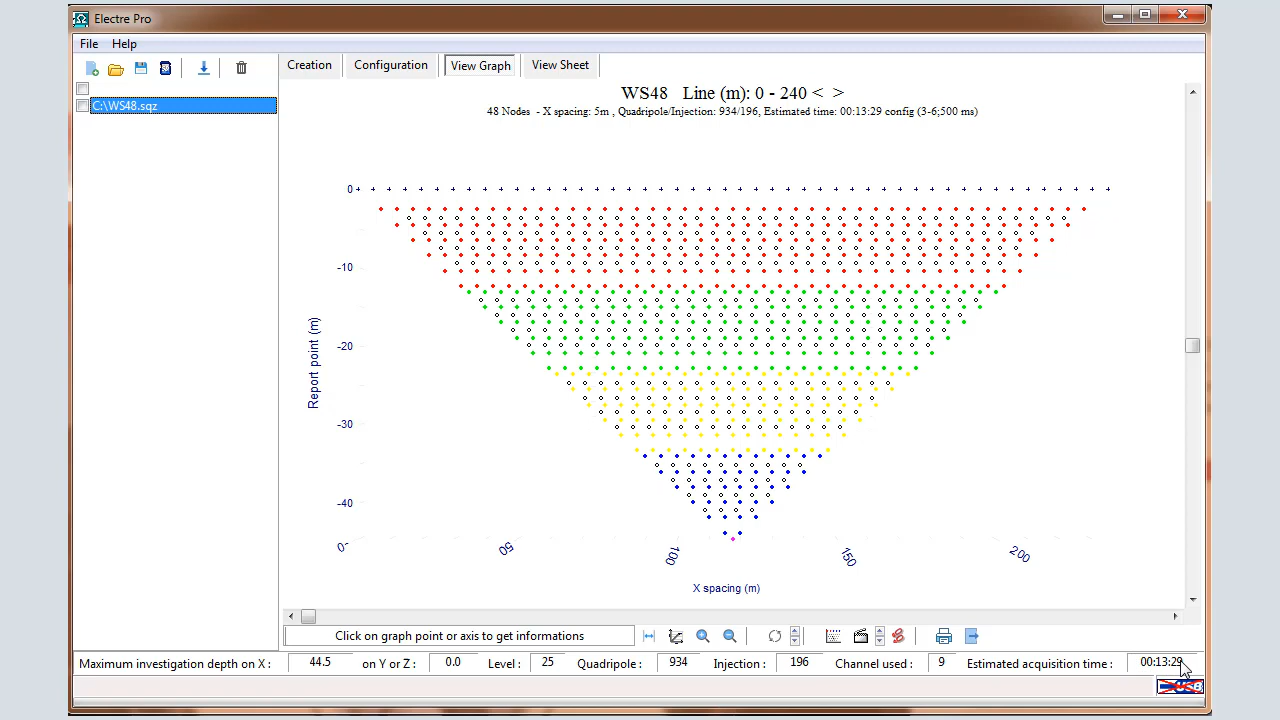 Electre Pro
File Help
Creation Configuration View Graph View Sheet
C:\WS48.sqz
WS48 Line (m): 0 - 240 < >
48 Nodes - X spacing: 5m , Quadripole/Injection: 934/196, Estimated time: 00:13:29 config (3-6;500 ms)
0
-10
-20
-30
-40
Report point (m)
0- 50 100 150 200
X spacing (m)
Click on graph point or axis to get informations
Maximum investigation depth on X : 44.5 on Y or Z : 0.0 Level : 25 Quadripole : 934 Injection : 196 Channel used : 9 Estimated acquisition time : 00:13:29
USB